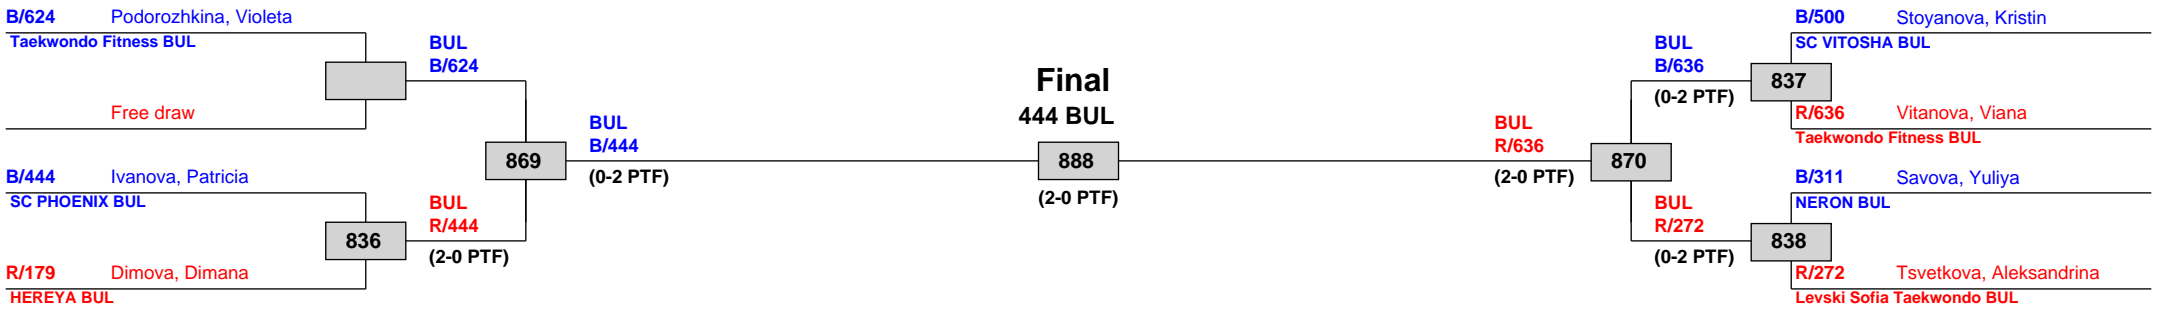 B/624 Podorozhkina, Violeta
Taekwondo Fitness BUL
BUL
B/624
Free draw
BUL
B/444
869
(0-2 PTF)
B/444 Ivanova, Patricia
SC PHOENIX BUL
BUL
R/444
836
(2-0 PTF)
R/179 Dimova, Dimana
HEREYA BUL
Final
444 BUL
888
(2-0 PTF)
B/500 Stoyanova, Kristin
SC VITOSHA BUL
BUL
B/636
837
(0-2 PTF)
R/636 Vitanova, Viana
Taekwondo Fitness BUL
BUL
R/636
870
(2-0 PTF)
B/311 Savova, Yuliya
NERON BUL
BUL
R/272
838
(0-2 PTF)
R/272 Tsvetkova, Aleksandrina
Levski Sofia Taekwondo BUL